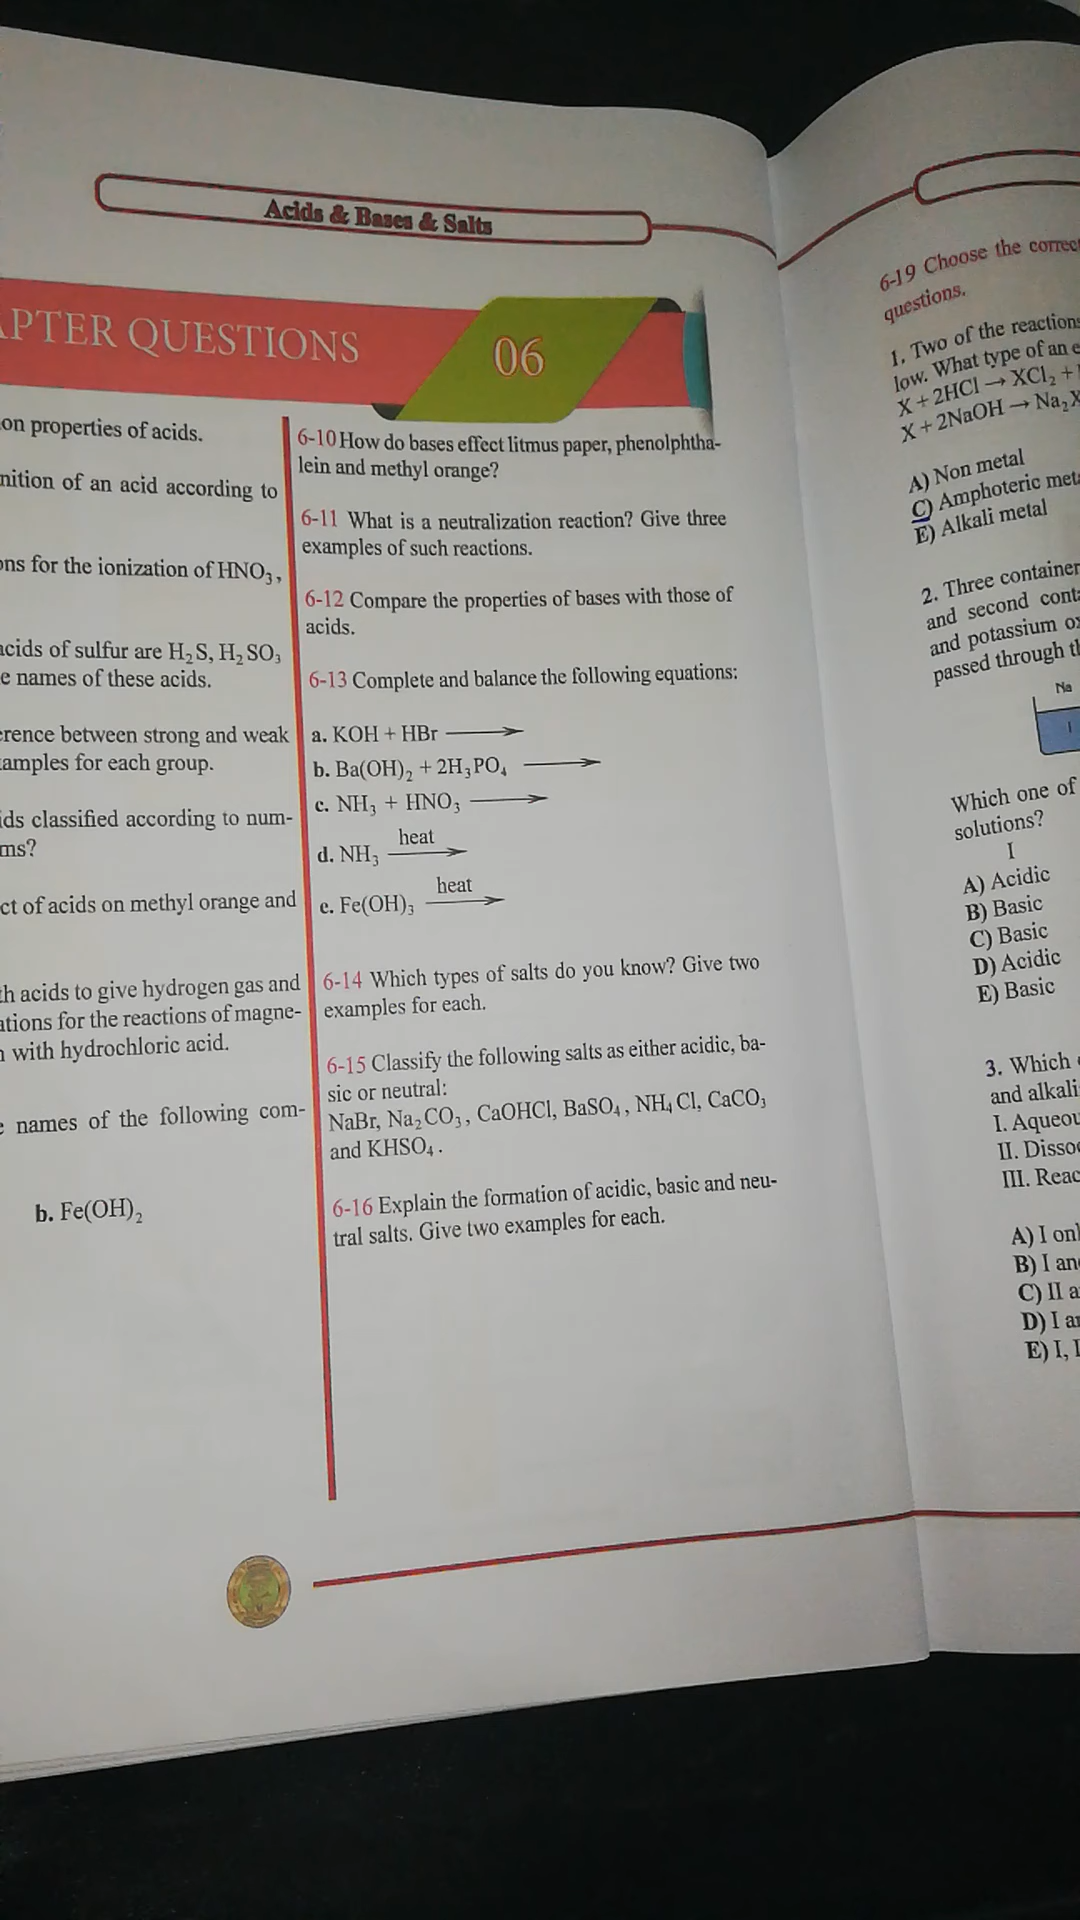 Acids & Bases & Salts
APTER QUESTIONS
06
on properties of acids.
nition of an acid according to
ons for the ionization of HNO₃,
acids of sulfur are H₂S, H₂SO₃
e names of these acids.
erence between strong and weak
amples for each group.
ids classified according to num-
ms?
ct of acids on methyl orange and
th acids to give hydrogen gas and
ations for the reactions of magne-
with hydrochloric acid.
e names of the following com-
b. Fe(OH)₂
6-10 How do bases effect litmus paper, phenolphtha-
lein and methyl orange?
6-11 What is a neutralization reaction? Give three
examples of such reactions.
6-12 Compare the properties of bases with those of
acids.
6-13 Complete and balance the following equations:
a. KOH + HBr ⟶
b. Ba(OH)₂ + 2H₃PO₄ ⟶
c. NH₃ + HNO₃ ⟶
heat
d. NH₃ ⟶
heat
e. Fe(OH)₃ ⟶
6-14 Which types of salts do you know? Give two
examples for each.
6-15 Classify the following salts as either acidic, ba-
sic or neutral:
NaBr, Na₂CO₃, CaOHCl, BaSO₄, NH₄Cl, CaCO₃
and KHSO₄.
6-16 Explain the formation of acidic, basic and neu-
tral salts. Give two examples for each.
6-19 Choose the correct
questions.
1. Two of the reactions
low. What type of an e
X + 2HCl → XCl₂ +
X + 2NaOH → Na₂X
A) Non metal
C) Amphoteric meta
E) Alkali metal
2. Three container
and second conta
and potassium ox
passed through th
Na
I
Which one of
solutions?
I
A) Acidic
B) Basic
C) Basic
D) Acidic
E) Basic
3. Which
and alkali
I. Aqueou
II. Dissoc
III. Reac
A) I onl
B) I an
C) II a
D) I an
E) I, I